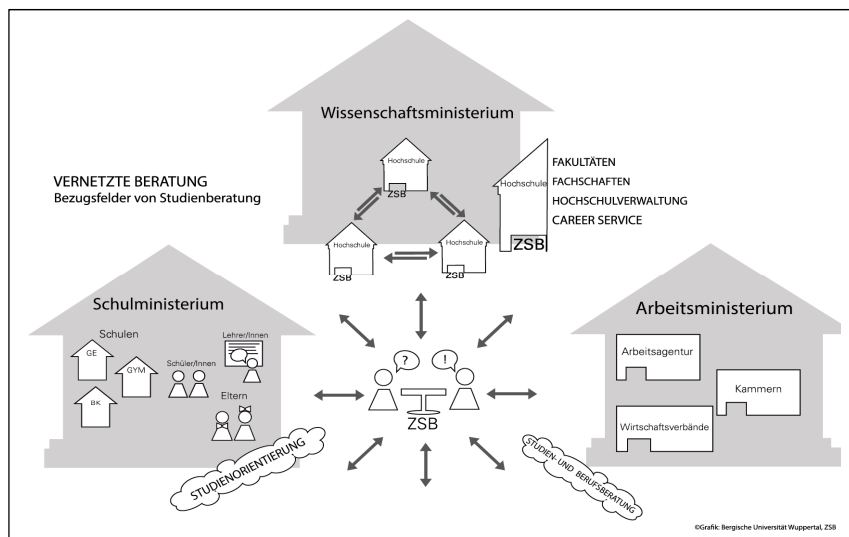 Wissenschaftsministerium
VERNETZTE BERATUNG
Bezugsfelder von Studienberatung
Hochschule
ZSB
Hochschule
ZSB
Hochschule
ZSB
Hochschule
ZSB
FAKULTÄTEN
FACHSCHAFTEN
HOCHSCHULVERWALTUNG
CAREER SERVICE
Schulministerium
Schulen
GE
GYM
BK
Schüler/Innen
Lehrer/Innen
Eltern
STUDIENORIENTIERUNG
?
!
ZSB
Arbeitsministerium
Arbeitsagentur
Kammern
Wirtschaftsverbände
STUDIEN- UND BERUFSBERATUNG
©Grafik: Bergische Universität Wuppertal, ZSB